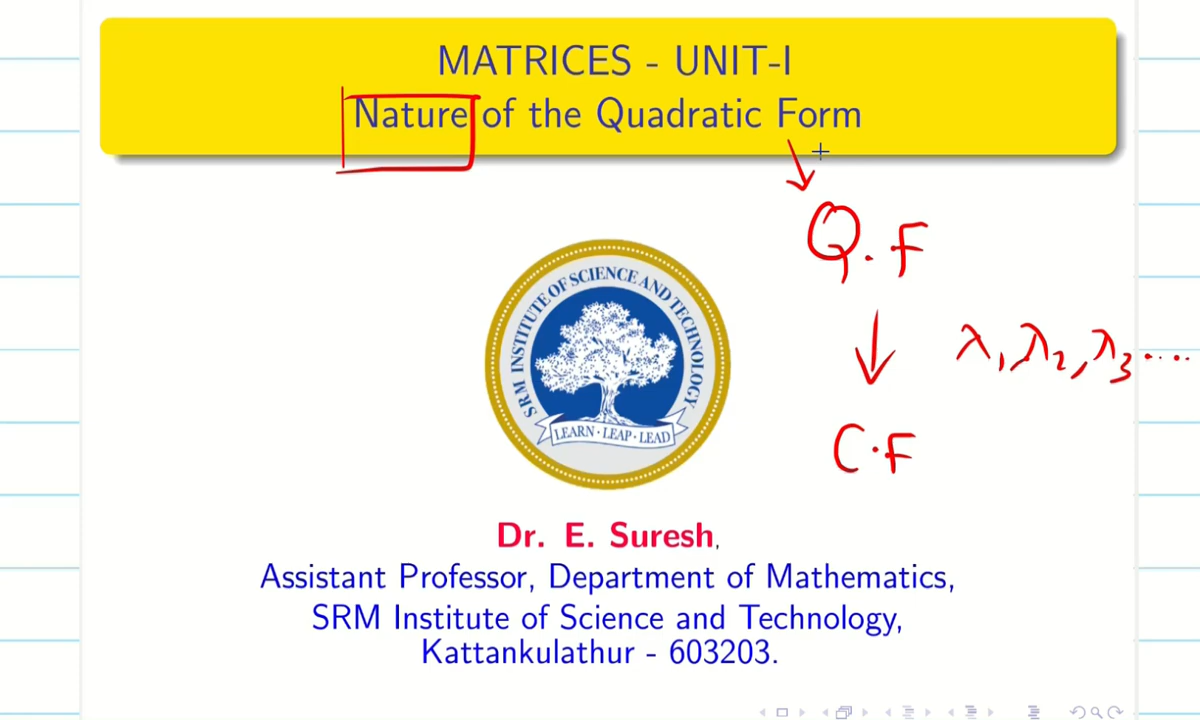 MATRICES - UNIT-I
Nature of the Quadratic Form
Q.F
λ₁, λ₂, λ₃....
C.F
SRM INSTITUTE OF SCIENCE AND TECHNOLOGY
LEARN · LEAP · LEAD
Dr. E. Suresh,
Assistant Professor, Department of Mathematics,
SRM Institute of Science and Technology,
Kattankulathur - 603203.